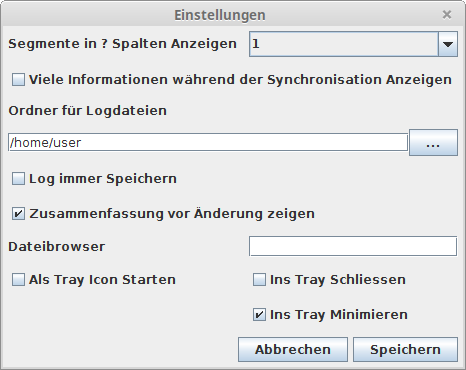 Einstellungen
Segmente in ? Spalten Anzeigen 1
Viele Informationen während der Synchronisation Anzeigen
Ordner für Logdateien
/home/user ...
Log immer Speichern
Zusammenfassung vor Änderung zeigen
Dateibrowser
Als Tray Icon Starten Ins Tray Schliessen
Ins Tray Minimieren
Abbrechen Speichern